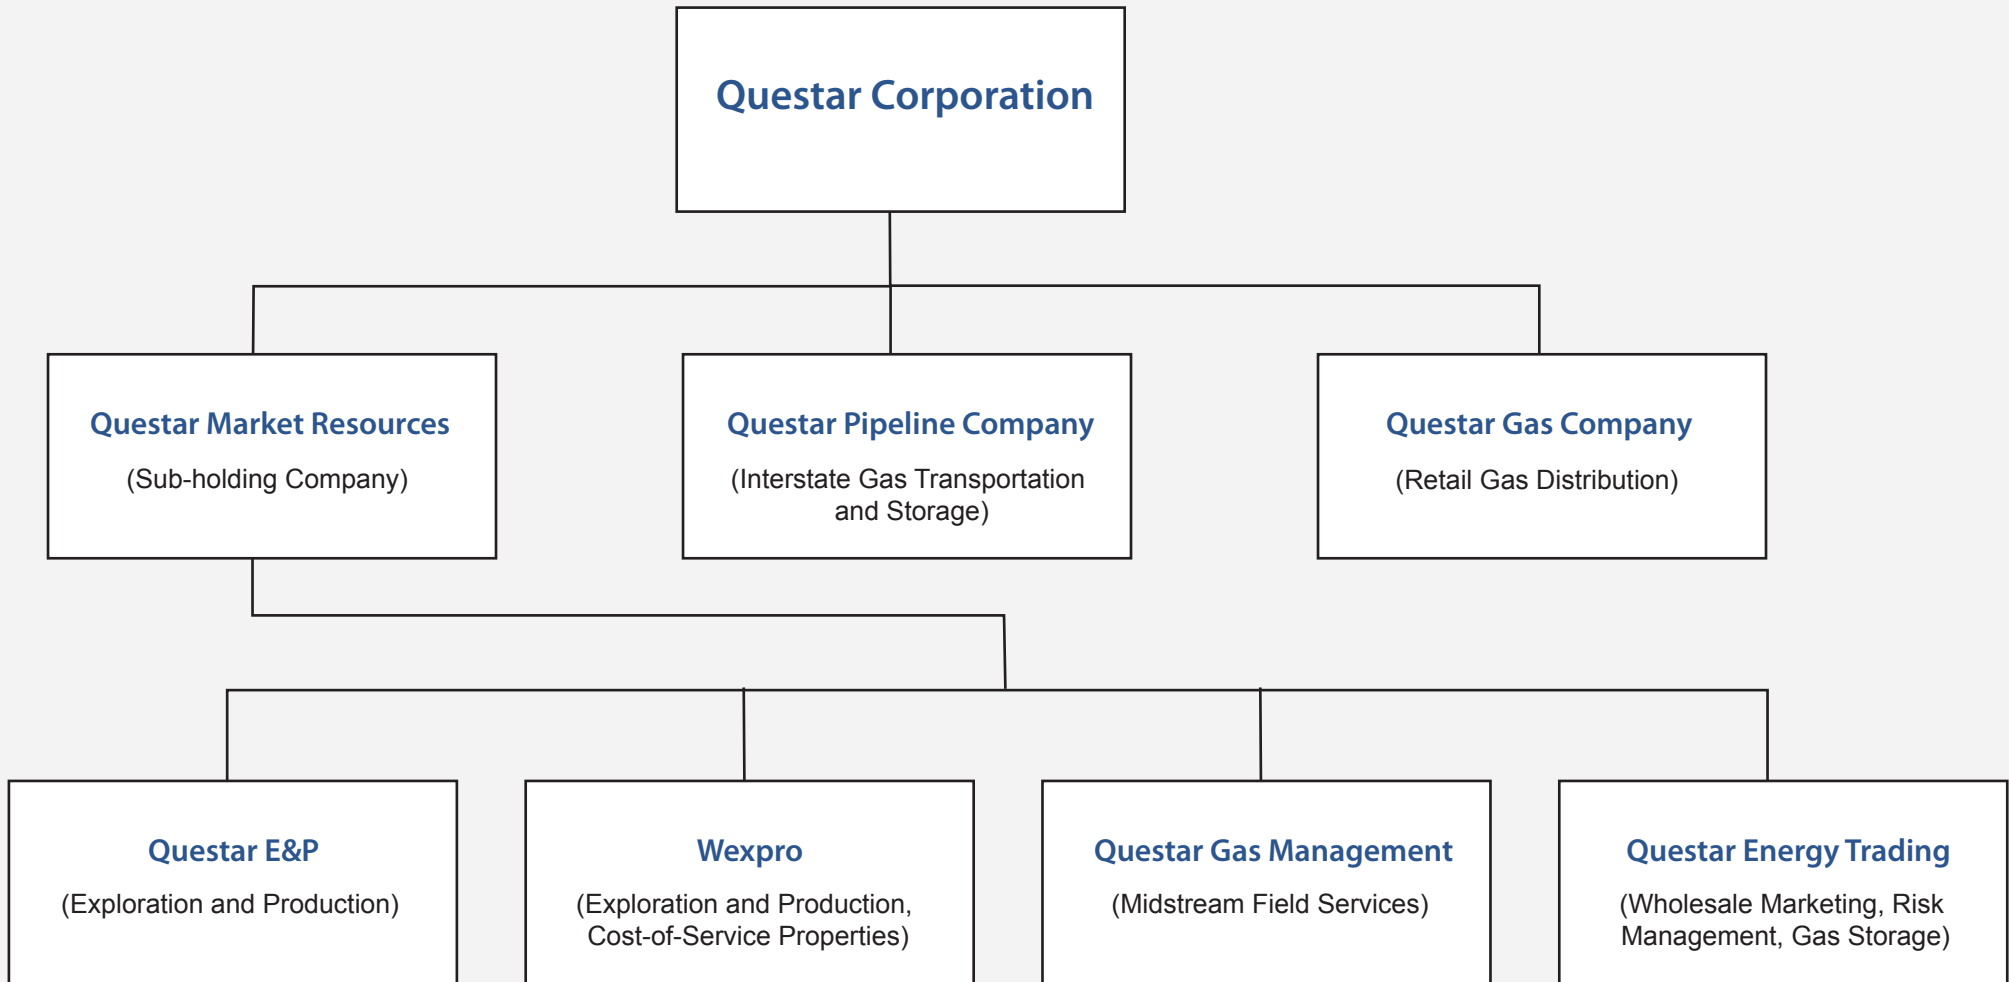 Questar Corporation
Questar Market Resources
(Sub-holding Company)
Questar Pipeline Company
(Interstate Gas Transportation
and Storage)
Questar Gas Company
(Retail Gas Distribution)
Questar E&P
(Exploration and Production)
Wexpro
(Exploration and Production,
Cost-of-Service Properties)
Questar Gas Management
(Midstream Field Services)
Questar Energy Trading
(Wholesale Marketing, Risk
Management, Gas Storage)